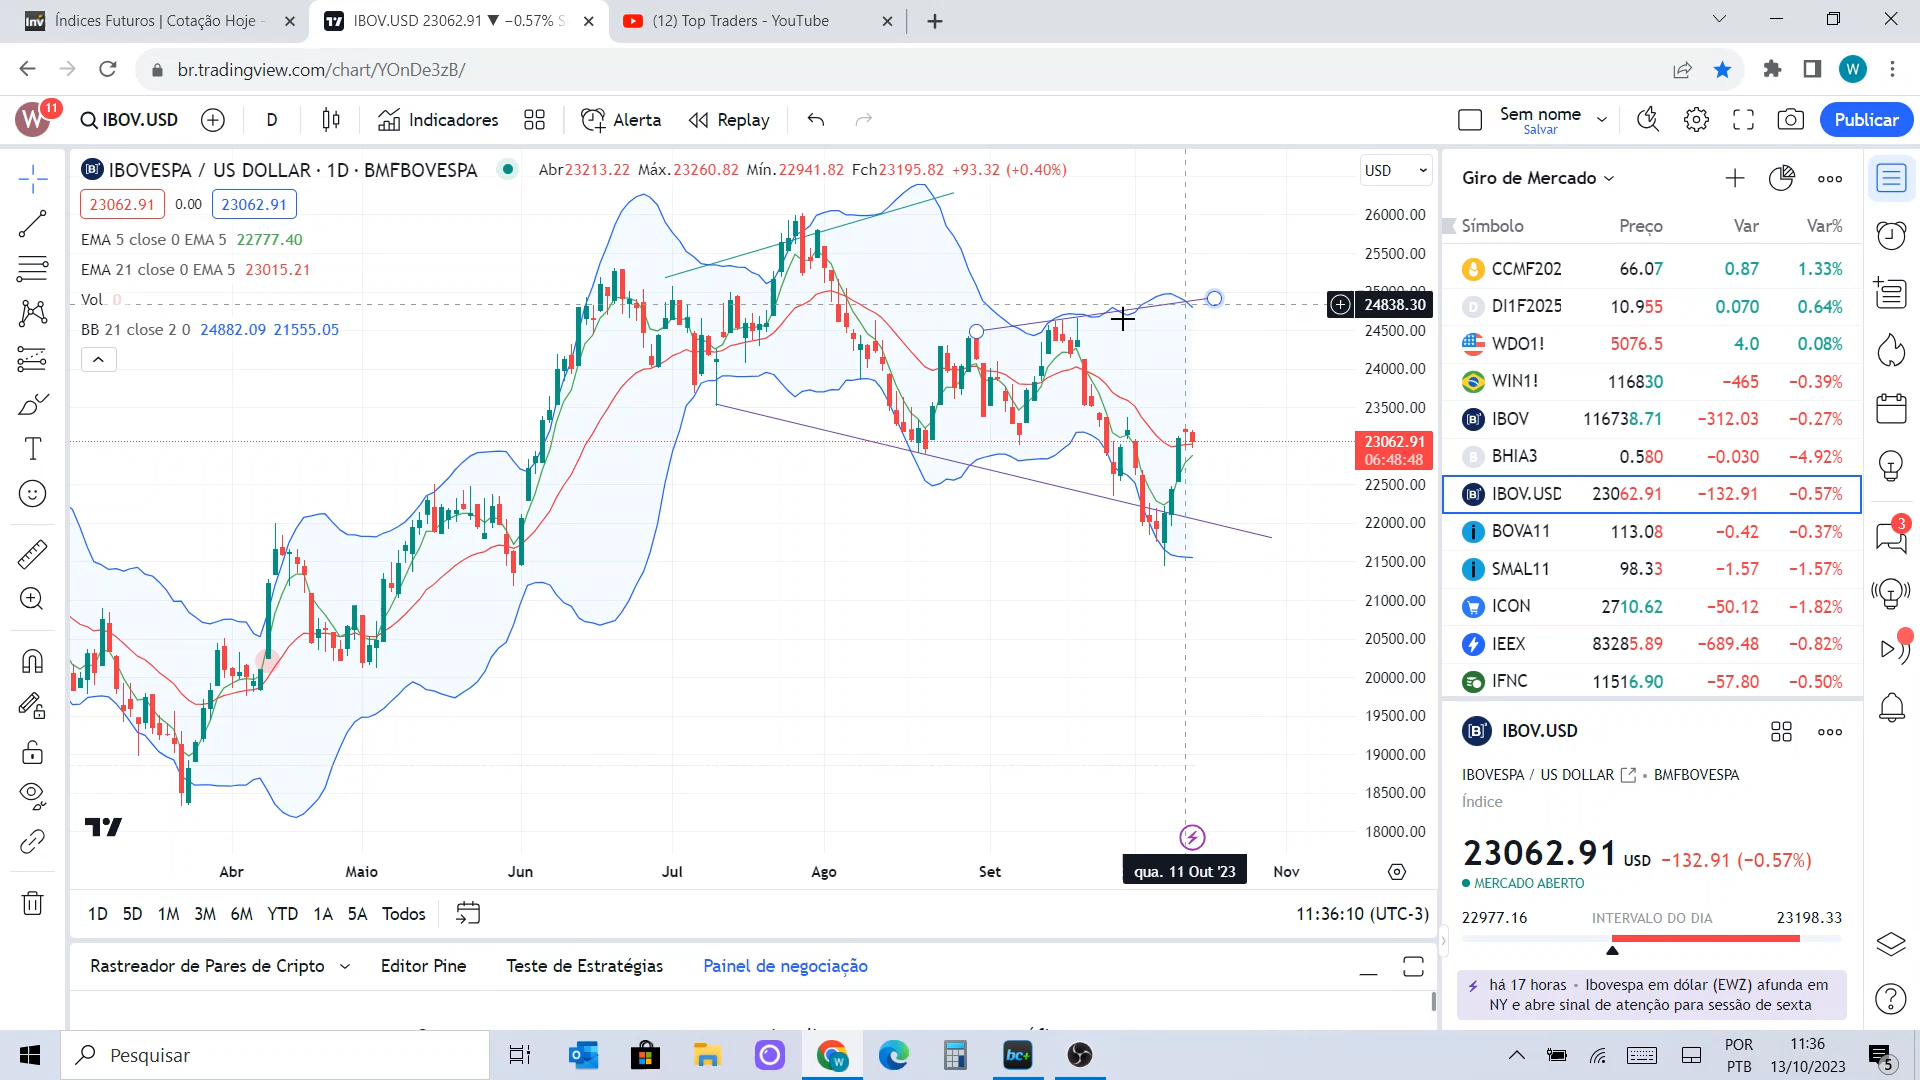 Índices Futuros | Cotação Hoje -
IBOV.USD 23062.91 ▼ −0.57% S
(12) Top Traders - YouTube
br.tradingview.com/chart/YOnDe3zB/
W
W
11
IBOV.USD
D
Indicadores
Alerta
Replay
Sem nome
Salvar
Publicar
IBOVESPA / US DOLLAR · 1D · BMFBOVESPA
Abr23213.22 Máx.23260.82 Mín.22941.82 Fch23195.82 +93.32 (+0.40%)
23062.91 0.00 23062.91
EMA 5 close 0 EMA 5 22777.40
EMA 21 close 0 EMA 5 23015.21
Vol 0
BB 21 close 2 0 24882.09 21555.05
USD
26000.00
25500.00
25000.00
24838.30
24500.00
24000.00
23500.00
23062.91
06:48:48
22500.00
22000.00
21500.00
21000.00
20500.00
20000.00
19500.00
19000.00
18500.00
18000.00
Abr Maio Jun Jul Ago Set qua. 11 Out '23 Nov
1D 5D 1M 3M 6M YTD 1A 5A Todos
11:36:10 (UTC-3)
Rastreador de Pares de Cripto
Editor Pine
Teste de Estratégias
Painel de negociação
Giro de Mercado
Símbolo Preço Var Var%
CCMF202 66.07 0.87 1.33%
DI1F2025 10.955 0.070 0.64%
WDO1! 5076.5 4.0 0.08%
WIN1! 116830 −465 −0.39%
IBOV 116738.71 −312.03 −0.27%
BHIA3 0.580 −0.030 −4.92%
IBOV.USD 23062.91 −132.91 −0.57%
BOVA11 113.08 −0.42 −0.37%
SMAL11 98.33 −1.57 −1.57%
ICON 2710.62 −50.12 −1.82%
IEEX 83285.89 −689.48 −0.82%
IFNC 11516.90 −57.80 −0.50%
IBOV.USD
IBOVESPA / US DOLLAR • BMFBOVESPA
Índice
23062.91 USD −132.91 (−0.57%)
MERCADO ABERTO
22977.16 INTERVALO DO DIA 23198.33
há 17 horas • Ibovespa em dólar (EWZ) afunda em
NY e abre sinal de atenção para sessão de sexta
3
Pesquisar
POR
PTB
11:36
13/10/2023
5